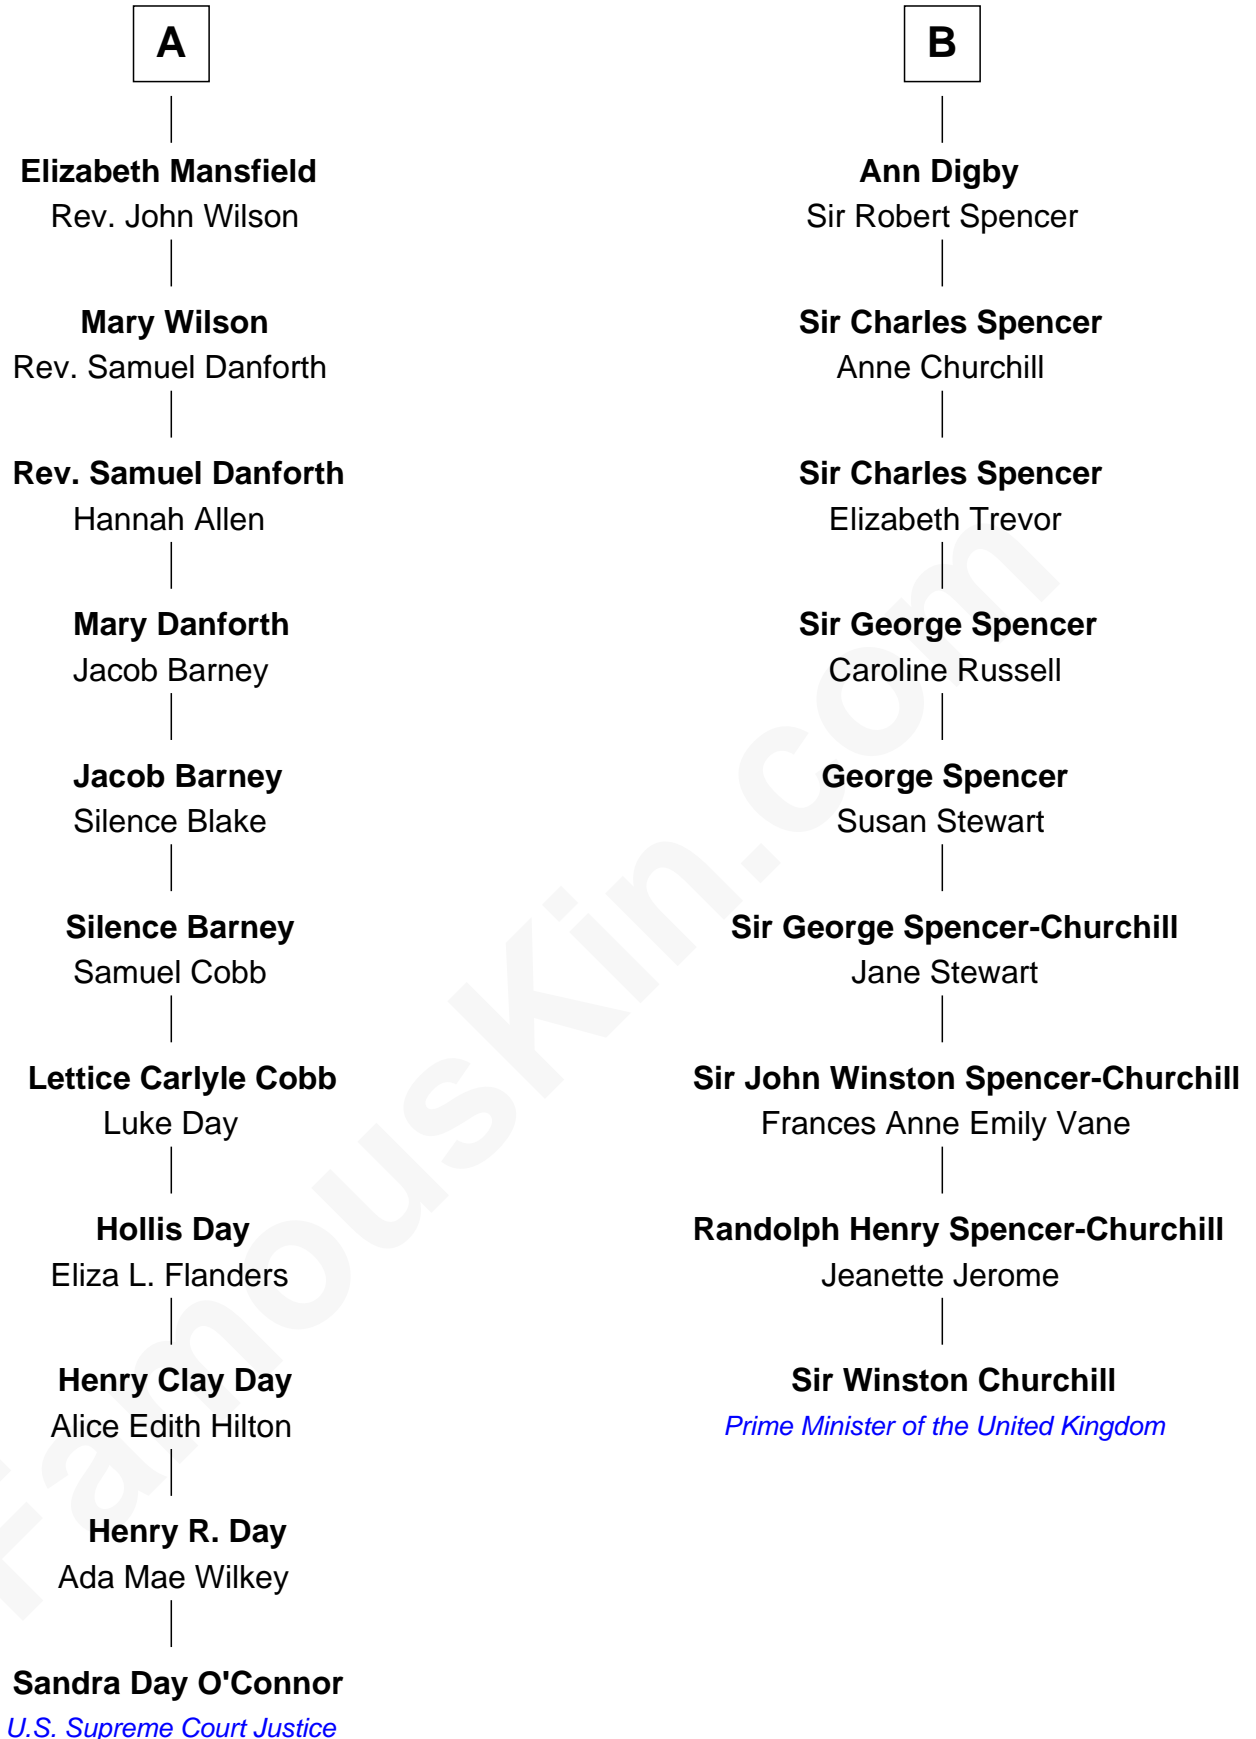 A
Elizabeth Mansfield
Rev. John Wilson
Mary Wilson
Rev. Samuel Danforth
Rev. Samuel Danforth
Hannah Allen
Mary Danforth
Jacob Barney
Jacob Barney
Silence Blake
Silence Barney
Samuel Cobb
Lettice Carlyle Cobb
Luke Day
Hollis Day
Eliza L. Flanders
Henry Clay Day
Alice Edith Hilton
Henry R. Day
Ada Mae Wilkey
Sandra Day O'Connor
U.S. Supreme Court Justice
B
Ann Digby
Sir Robert Spencer
Sir Charles Spencer
Anne Churchill
Sir Charles Spencer
Elizabeth Trevor
Sir George Spencer
Caroline Russell
George Spencer
Susan Stewart
Sir George Spencer-Churchill
Jane Stewart
Sir John Winston Spencer-Churchill
Frances Anne Emily Vane
Randolph Henry Spencer-Churchill
Jeanette Jerome
Sir Winston Churchill
Prime Minister of the United Kingdom
FamousKin.com